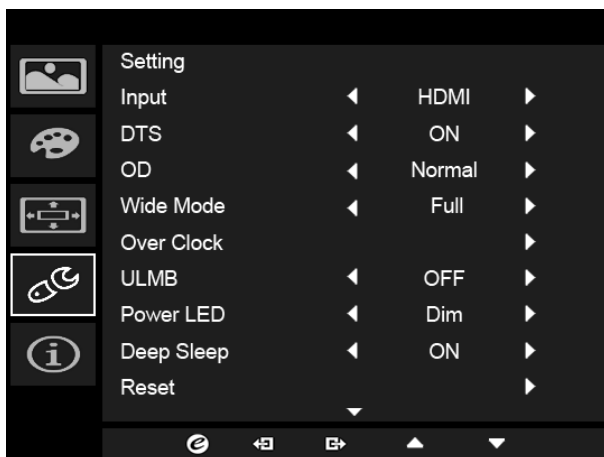 Setting
Input HDMI
DTS ON
OD Normal
Wide Mode Full
Over Clock
ULMB OFF
Power LED Dim
Deep Sleep ON
Reset